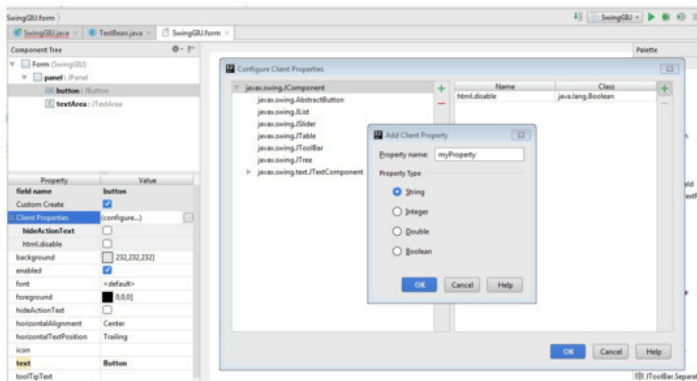 SwingGIU.form
SwingGIU
SwingGIU.java
TextBean.java
SwingGIU.form
Component Tree
Palette
Form (SwingGIU)
panel : JPanel
button : JButton
textArea : JTextArea
Configure Client Properties
javax.swing.JComponent
javax.swing.AbstractButton
javax.swing.JList
javax.swing.JSlider
javax.swing.JTable
javax.swing.JToolBar
javax.swing.JTree
javax.swing.text.JTextComponent
Name Class
html.disable java.lang.Boolean
Add Client Property
Property name: myProperty
Property Type
String
Integer
Double
Boolean
OK Cancel Help
OK Cancel Help
Property Value
field name button
Custom Create
Client Properties (configure...)
hideActionText
html.disable
background 232,232,232]
enabled
font <default>
foreground 0,0,0]
hideActionText
horizontalAlignment Center
horizontalTextPosition Trailing
icon
text Button
toolTipText
JToolBar.Separat